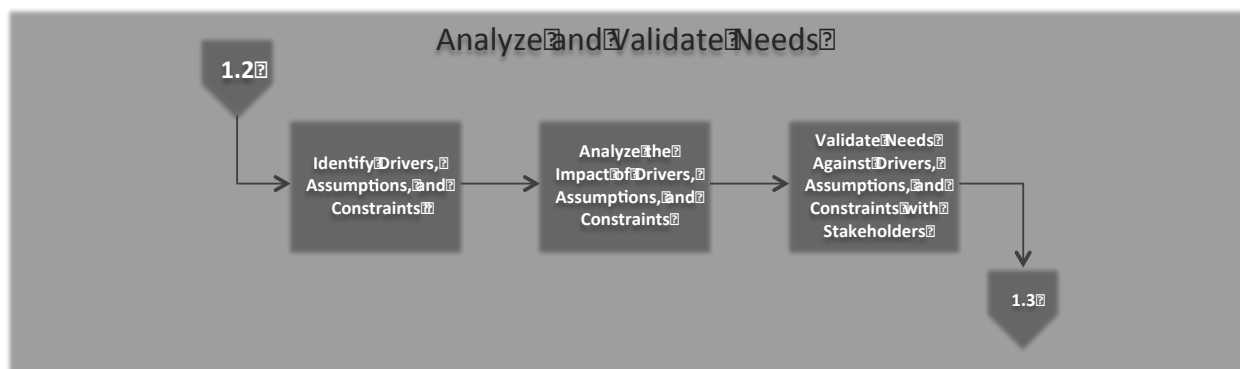 Analyze and Validate Needs
1.2
Identify Drivers,
Assumptions, and
Constraints
Analyze the
Impact of Drivers,
Assumptions, and
Constraints
Validate Needs
Against Drivers,
Assumptions, and
Constraints with
Stakeholders
1.3